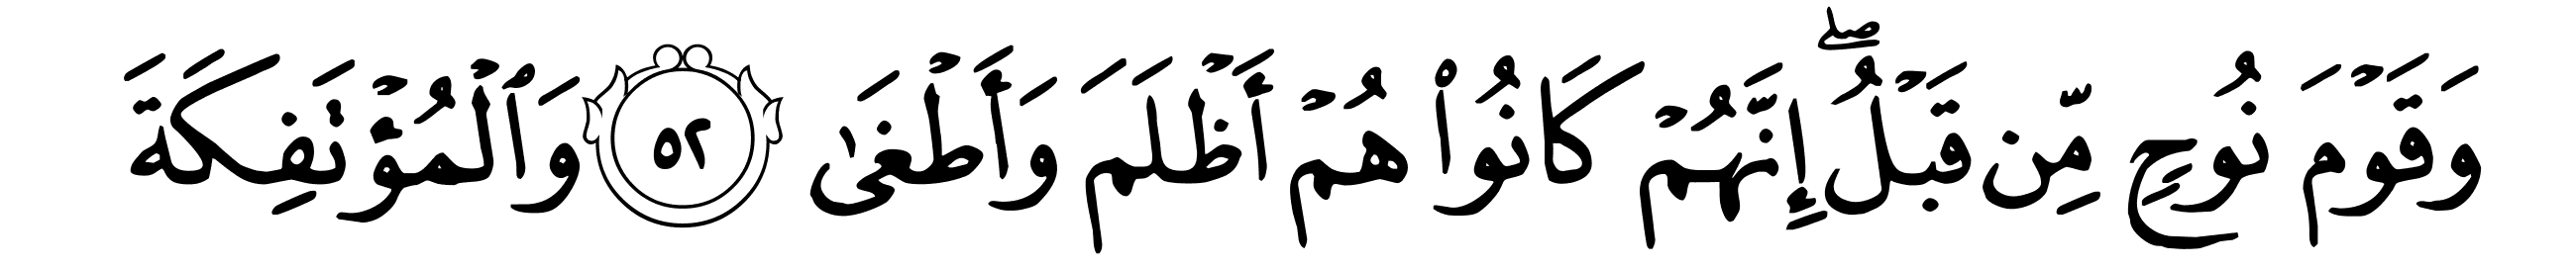 وَقَوْمَ نُوحٍ مِّن قَبْلُ ۖ إِنَّهُمْ كَانُوا۟ هُمْ أَظْلَمَ وَأَطْغَىٰ ٥٢ وَٱلْمُؤْتَفِكَةَ